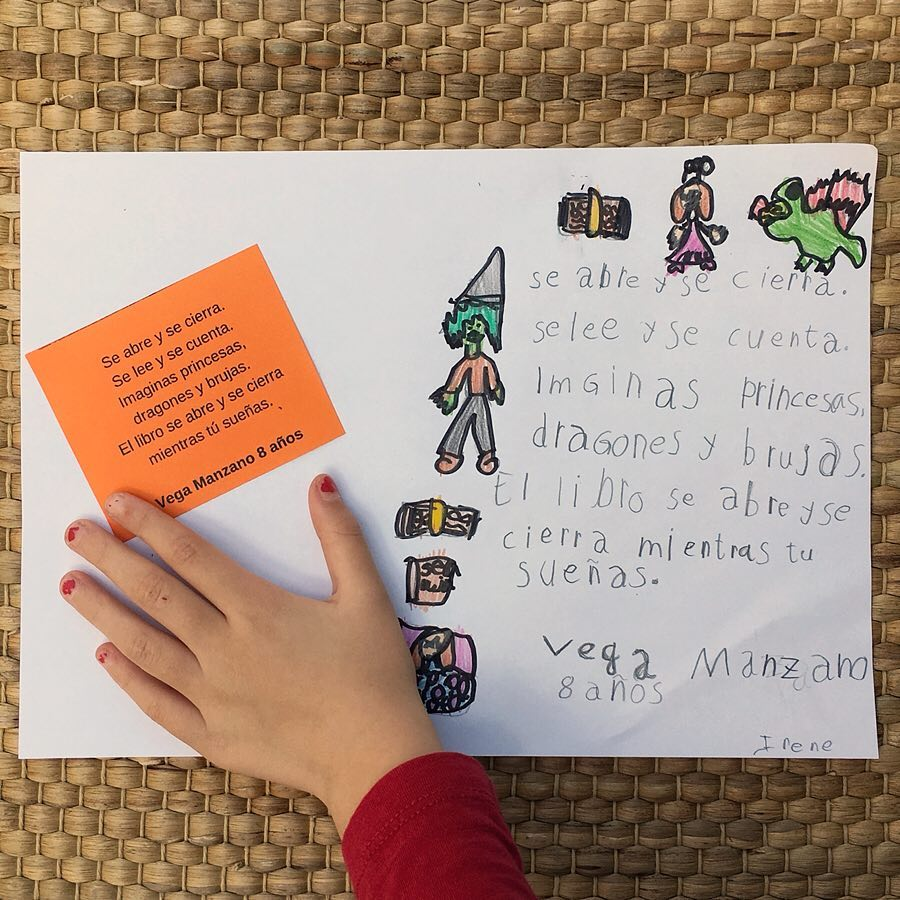 Se abre y se cierra.
Se lee y se cuenta.
Imaginas princesas,
dragones y brujas.
El libro se abre y se cierra
mientras tú sueñas.
Vega Manzano 8 años
se abre y se cierra.
se lee y se cuenta.
Imginas princesas,
dragones y brujas.
El libro se abre y se
cierra mientras tu
sueñas.
Vega Manzano
8 años
Irene